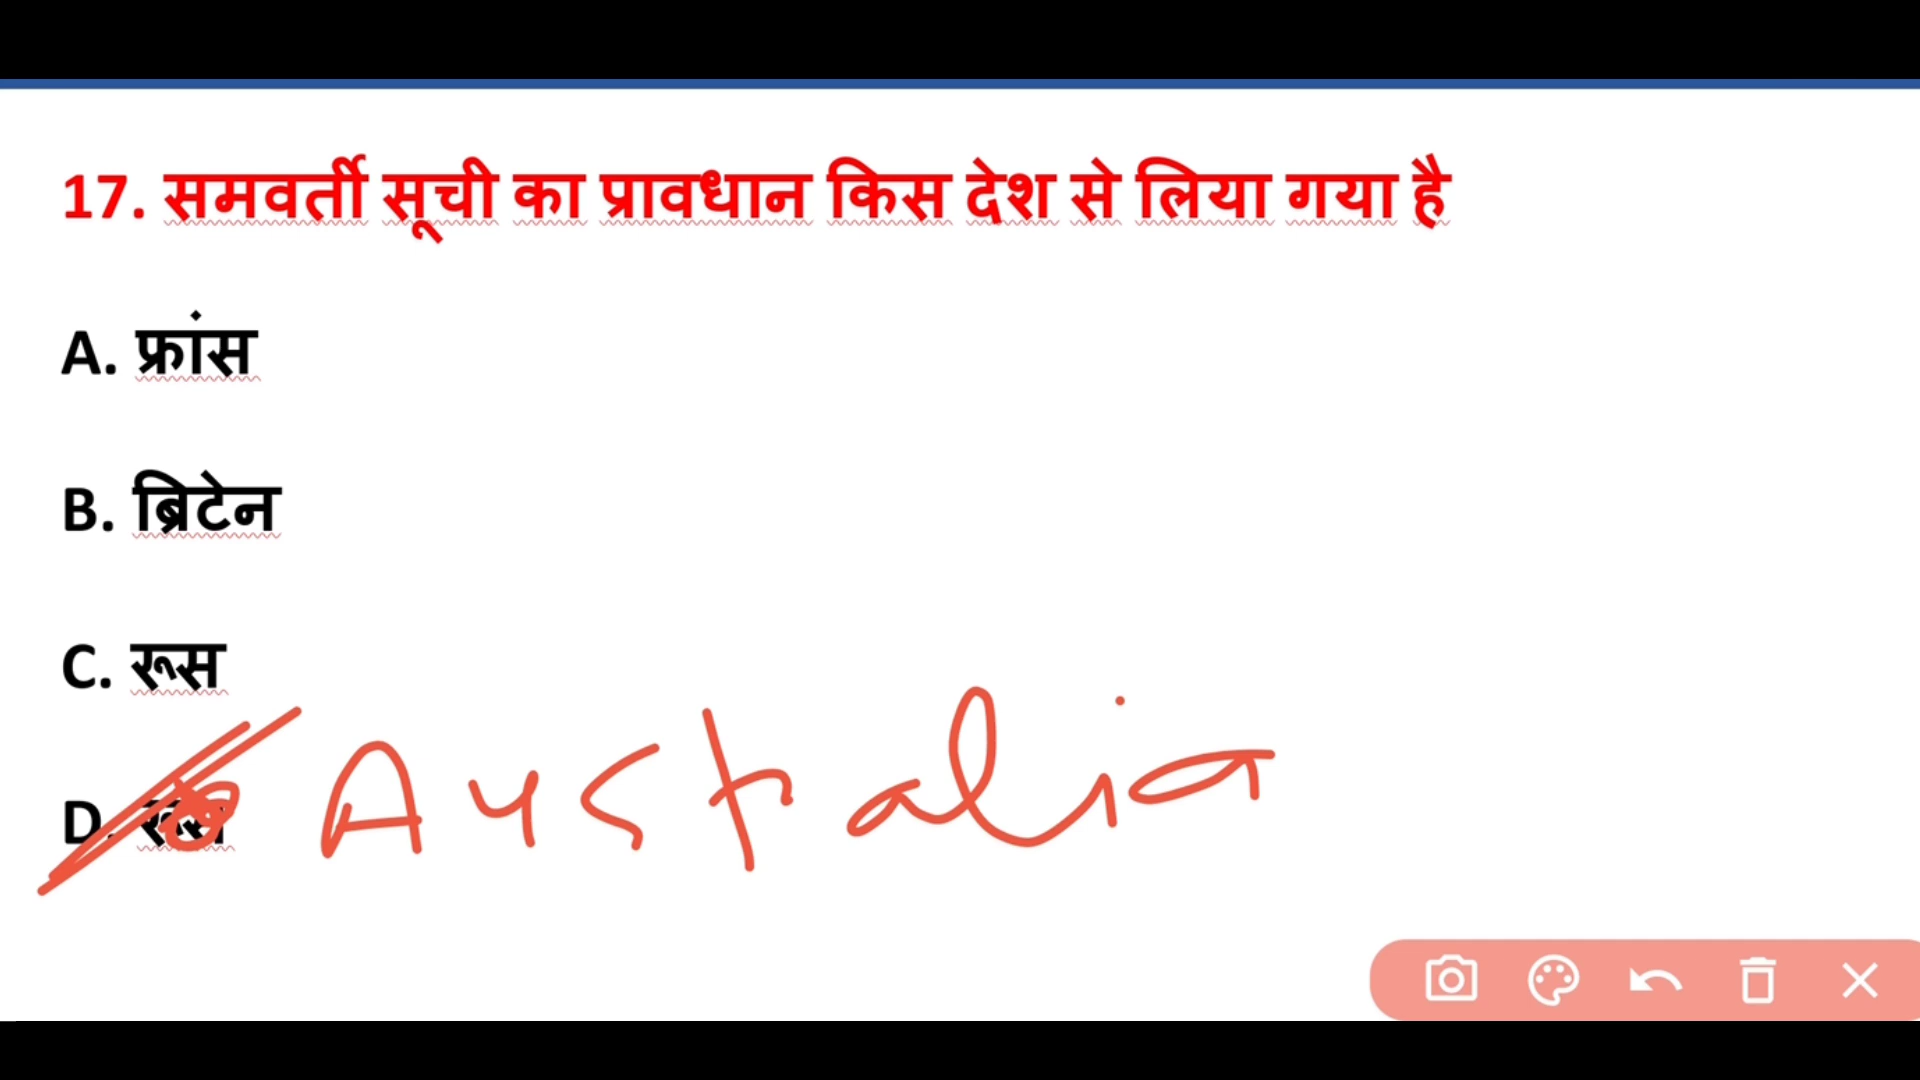 17. समवर्ती सूची का प्रावधान किस देश से लिया गया है
A. फ्रांस
B. ब्रिटेन
C. रूस
D. रूस Australia